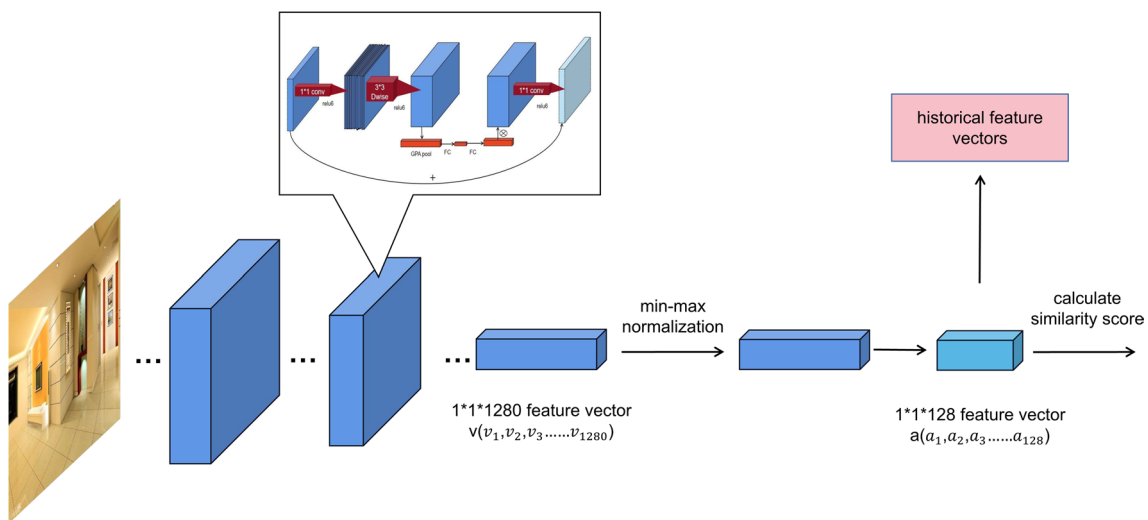 1*1 conv
relu6
3*3
Dwise
relu6
1*1 conv
relu6
GPA pool
FC
FC
+
historical feature
vectors
min-max
normalization
calculate
similarity score
...
...
...
1*1*1280 feature vector
v(v₁,v₂,v₃......v₁₂₈₀)
1*1*128 feature vector
a(a₁,a₂,a₃......a₁₂₈)